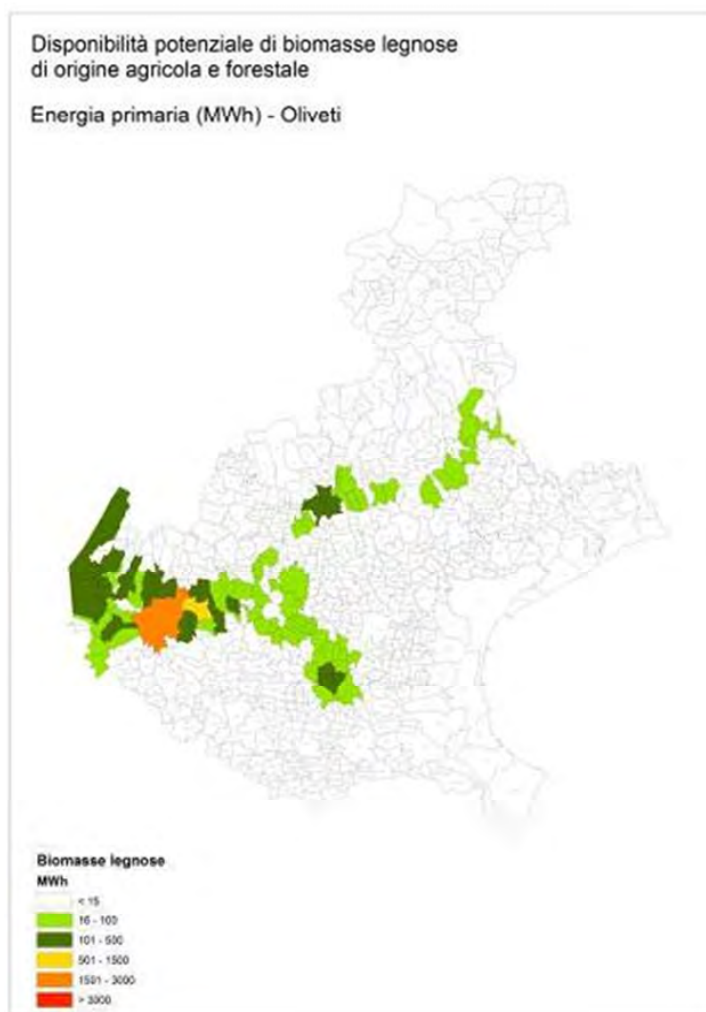 Disponibilità potenziale di biomasse legnose
di origine agricola e forestale
Energia primaria (MWh) - Oliveti
Biomasse legnose
MWh
< 15
16 - 100
101 - 500
501 - 1500
1501 - 3000
> 3000